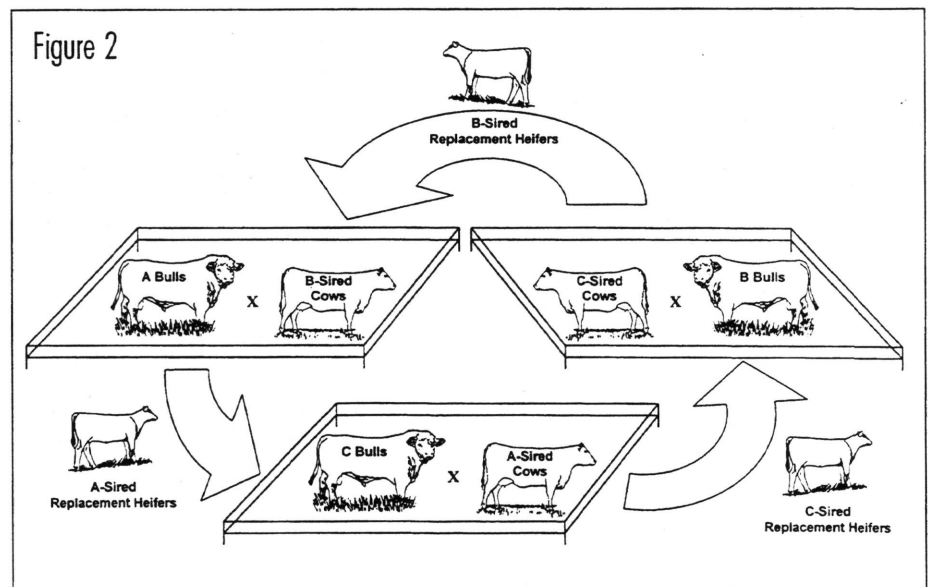 Figure 2
B-Sired
Replacement Heifers
A Bulls
X
B-Sired
Cows
C-Sired
Cows
X
B Bulls
A-Sired
Replacement Heifers
C Bulls
X
A-Sired
Cows
C-Sired
Replacement Heifers